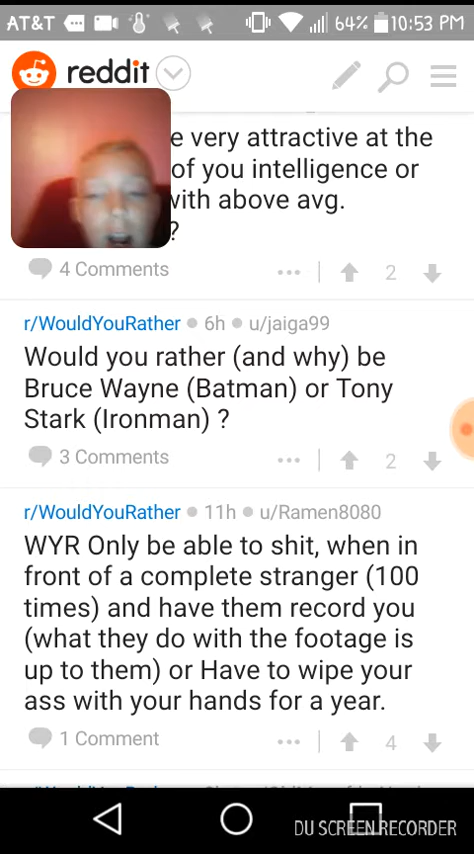 AT&T 64% 10:53 PM
reddit
e very attractive at the
of you intelligence or
with above avg.
?
4 Comments 2
r/WouldYouRather • 6h • u/jaiga99
Would you rather (and why) be
Bruce Wayne (Batman) or Tony
Stark (Ironman) ?
3 Comments 2
r/WouldYouRather • 11h • u/Ramen8080
WYR Only be able to shit, when in
front of a complete stranger (100
times) and have them record you
(what they do with the footage is
up to them) or Have to wipe your
ass with your hands for a year.
1 Comment 4
DU SCREEN RECORDER